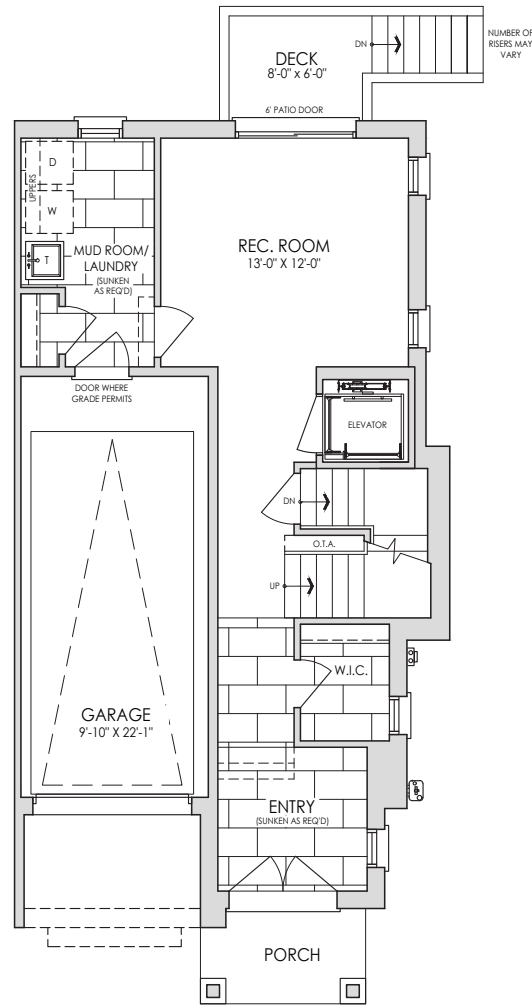 DECK
8'-0" x 6'-0"
DN
NUMBER OF
RISERS MAY
VARY
6' PATIO DOOR
D
UPPERS
W
T
MUD ROOM/
LAUNDRY
(SUNKEN
AS REQ'D)
REC. ROOM
13'-0" X 12'-0"
DOOR WHERE
GRADE PERMITS
ELEVATOR
DN
O.T.A.
UP
W.I.C.
GARAGE
9'-10" X 22'-1"
ENTRY
(SUNKEN AS REQ'D)
PORCH